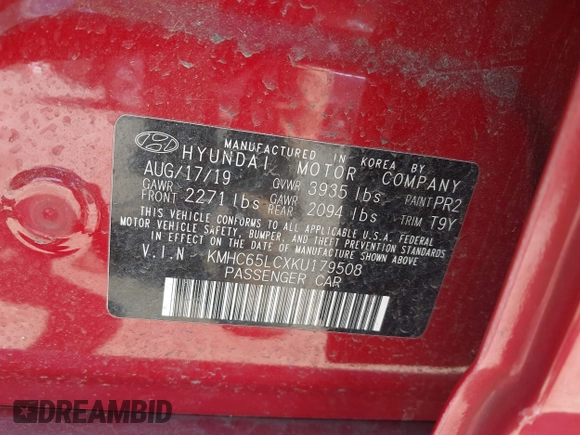 MANUFACTURED IN KOREA BY
HYUNDAI MOTOR COMPANY
AUG/17/19 GVWR 3935 lbs PAINT PR2
GAWR FRONT 2271 lbs GAWR REAR 2094 lbs TRIM T9Y
THIS VEHICLE CONFORMS TO ALL APPLICABLE U.S.A. FEDERAL
MOTOR VEHICLE SAFETY, BUMPER, AND THEFT PREVENTION STANDARDS
IN EFFECT ON THE DATE OF MANUFACTURE SHOWN ABOVE
V.I.N KMHC65LCXKU179508
PASSENGER CAR
DREAMBID